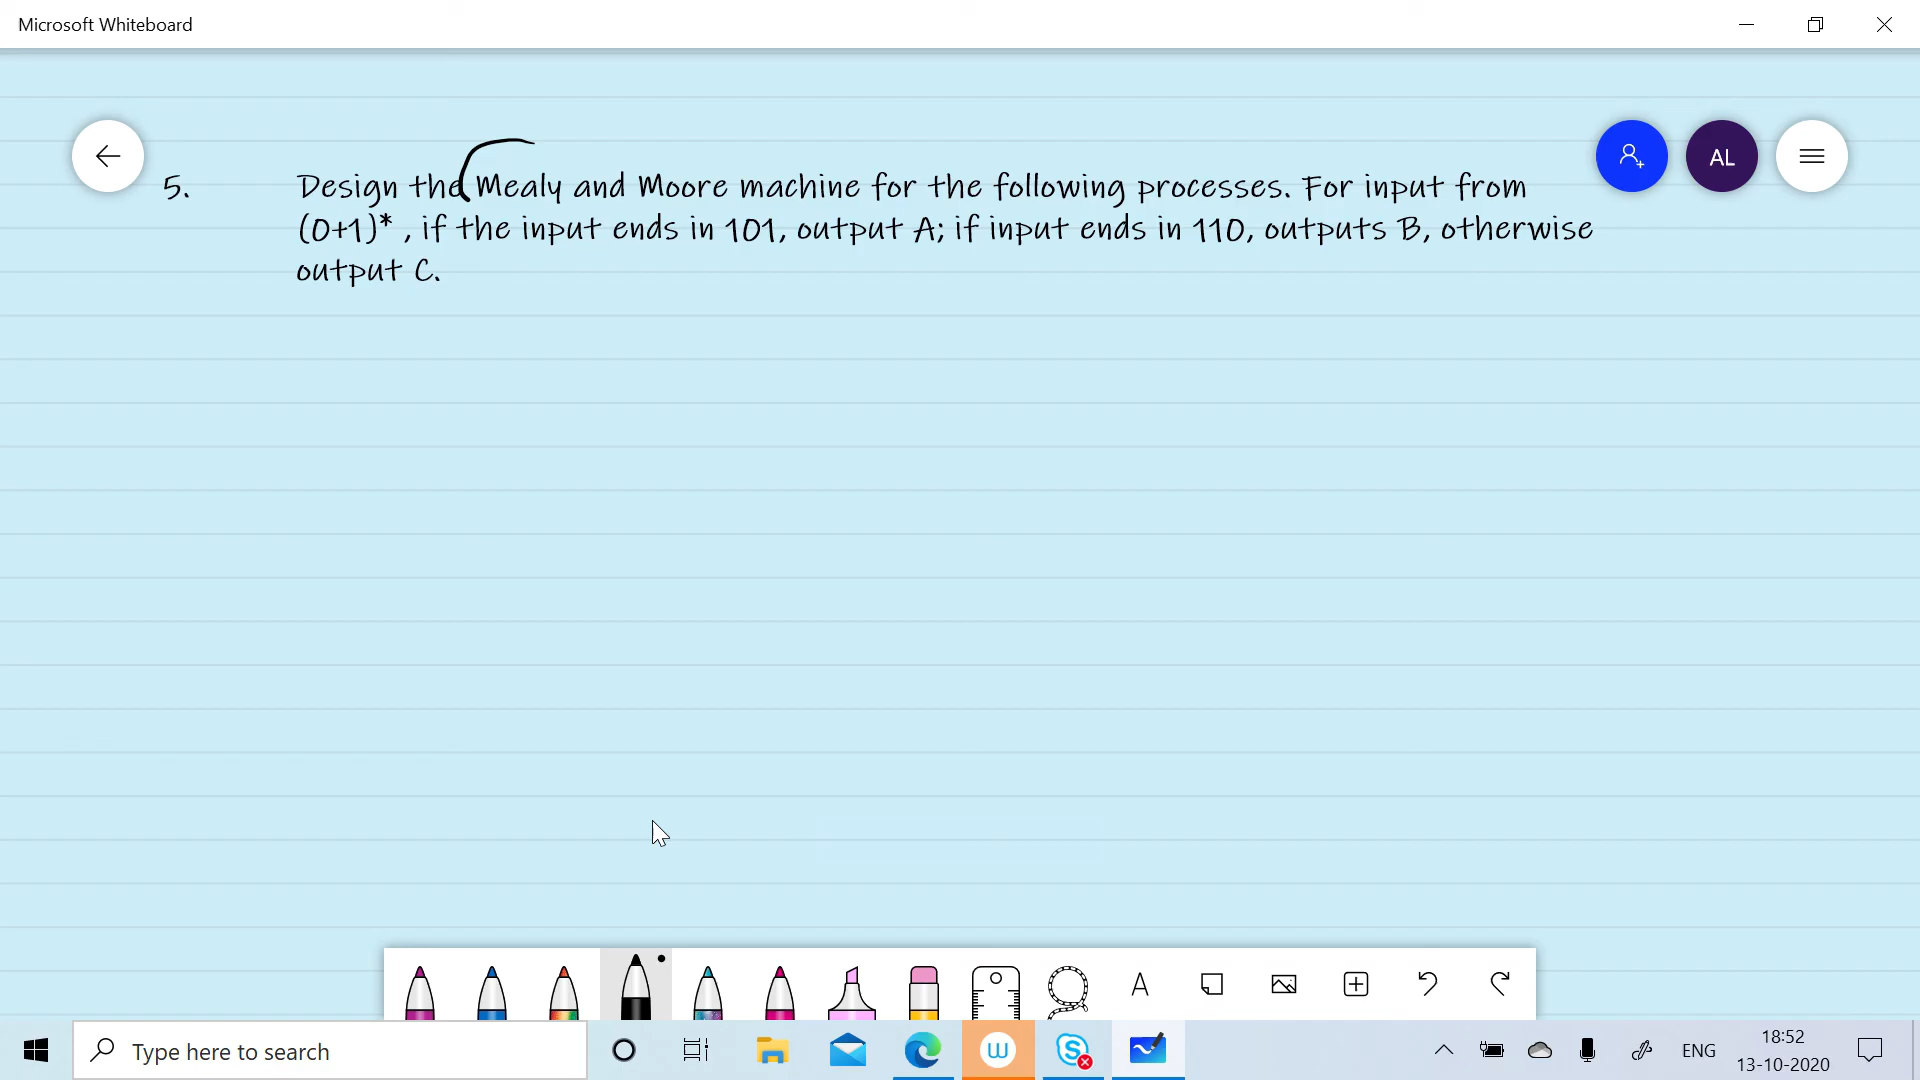 Microsoft Whiteboard
AL
5. Design the Mealy and Moore machine for the following processes. For input from
(0+1)* , if the input ends in 101, output A; if input ends in 110, outputs B, otherwise
output C.
A
W
S
Type here to search
ENG
18:52
13-10-2020